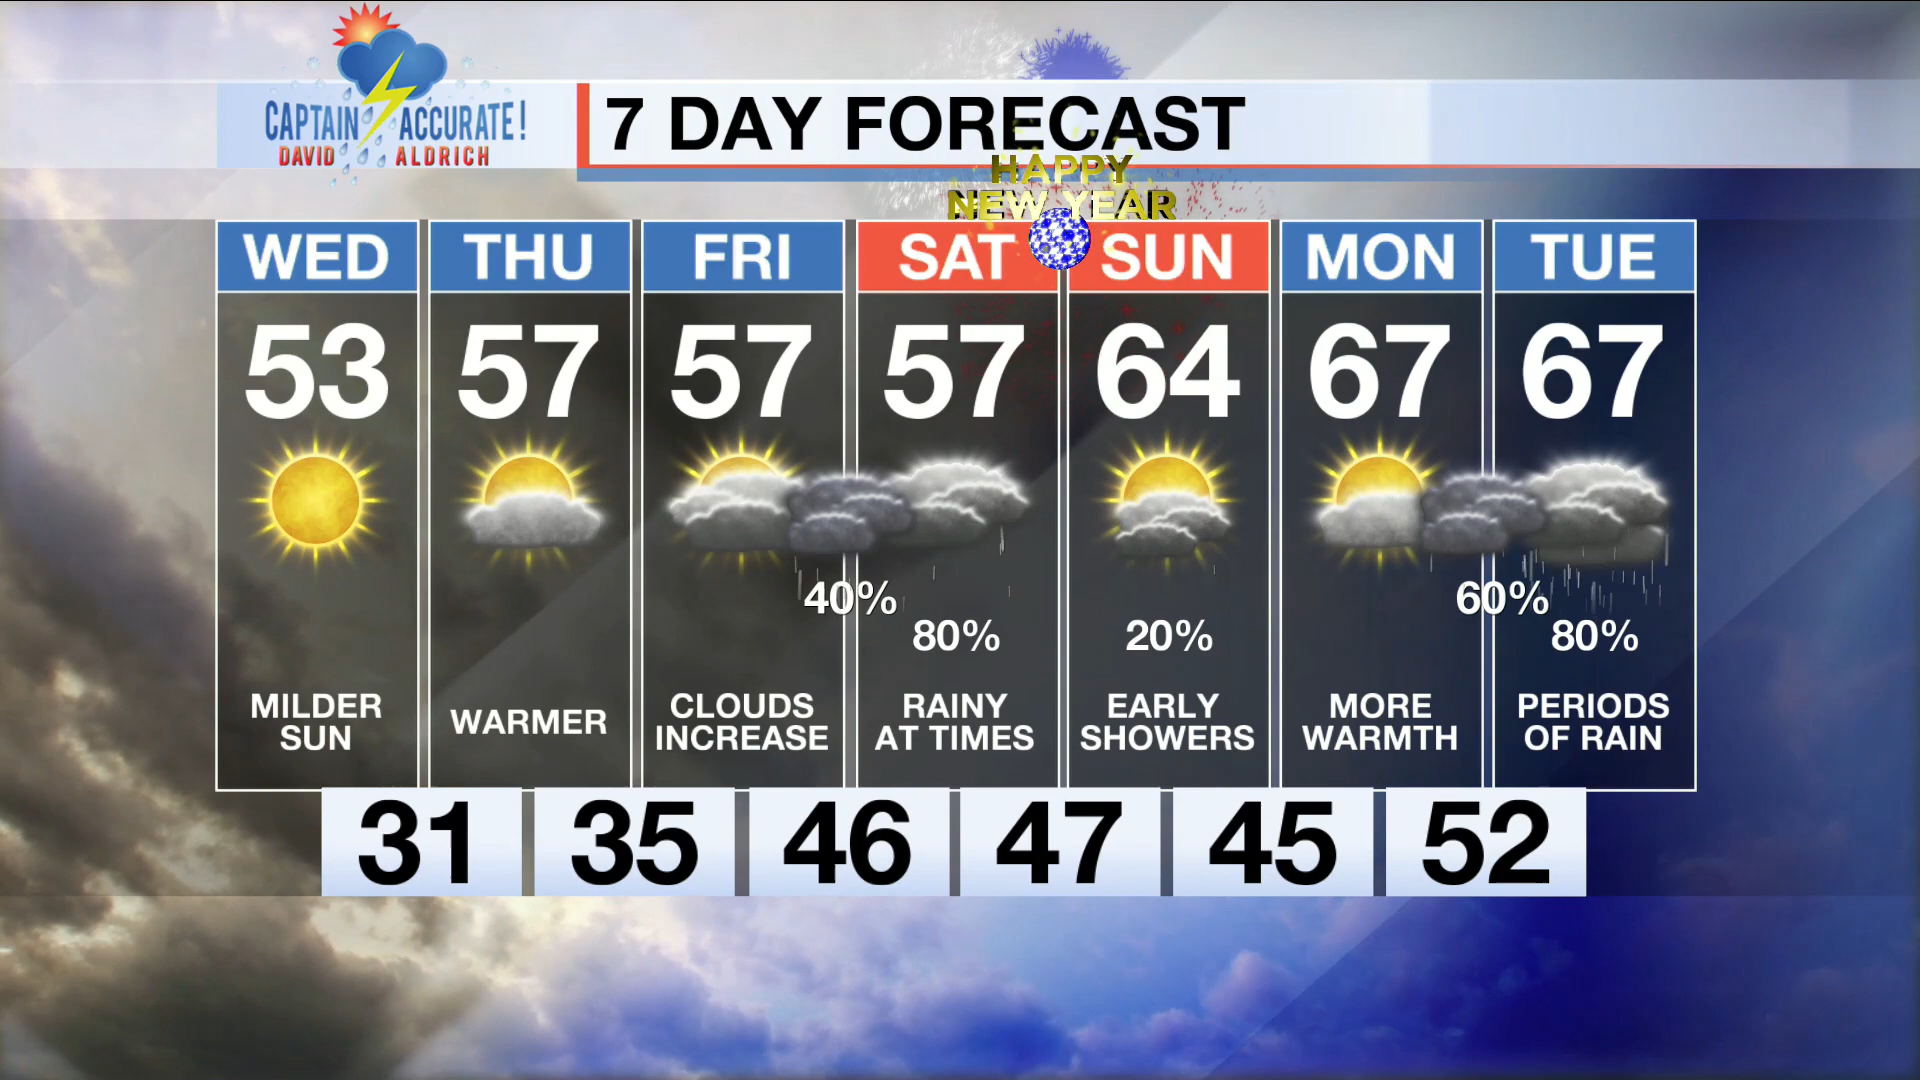 CAPTAIN ACCURATE!
DAVID ALDRICH
7 DAY FORECAST
HAPPY
NEW YEAR
WED THU FRI SAT SUN MON TUE
53 57 57 57 64 67 67
40% 60%
80% 20% 80%
MILDER
SUN
WARMER
CLOUDS
INCREASE
RAINY
AT TIMES
EARLY
SHOWERS
MORE
WARMTH
PERIODS
OF RAIN
31 35 46 47 45 52